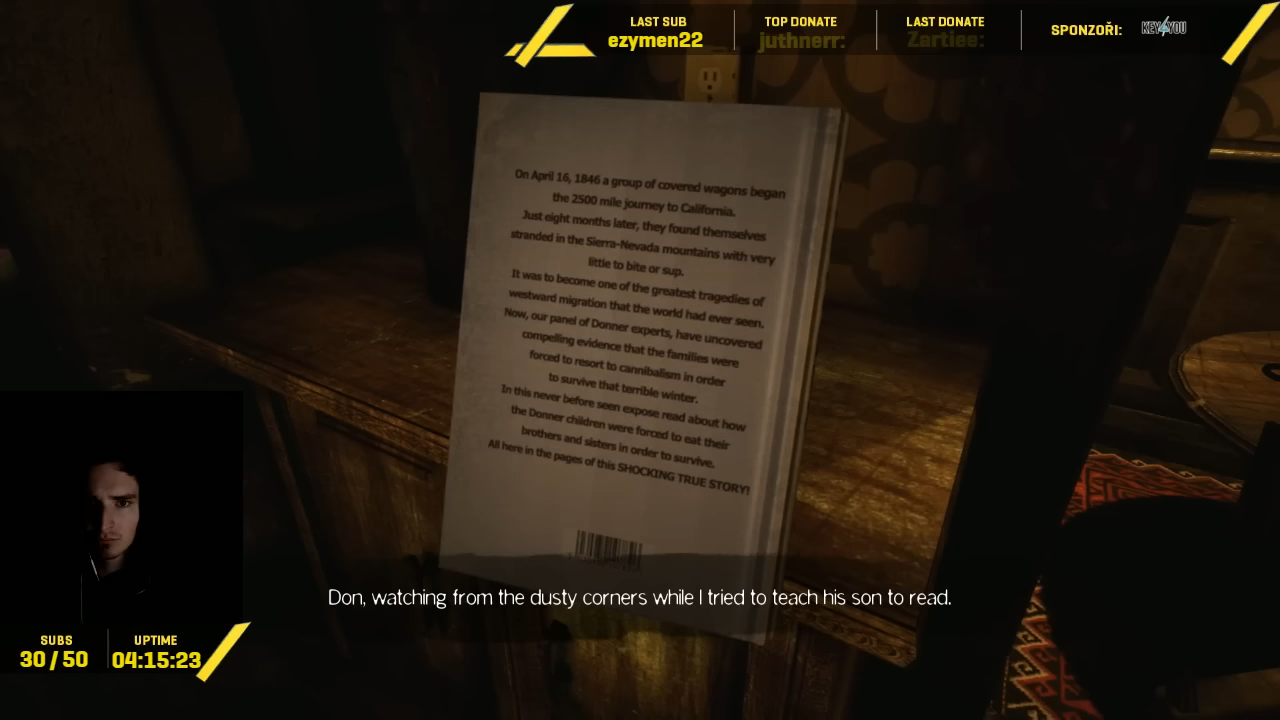 LAST SUB
ezymen22
TOP DONATE
juthnerr:
LAST DONATE
Zartiee:
SPONZOŘI:
KEY4YOU
On April 16, 1846 a group of covered wagons began
the 2500 mile journey to California.
Just eight months later, they found themselves
stranded in the Sierra-Nevada mountains with very
little to bite or sup.
It was to become one of the greatest tragedies of
westward migration that the world had ever seen.
Now, our panel of Donner experts, have uncovered
compelling evidence that the families were
forced to resort to cannibalism in order
to survive that terrible winter.
In this never before seen expose read about how
the Donner children were forced to eat their
brothers and sisters in order to survive.
All here in the pages of this SHOCKING TRUE STORY!
Don, watching from the dusty corners while I tried to teach his son to read.
SUBS
30 / 50
UPTIME
04:15:23